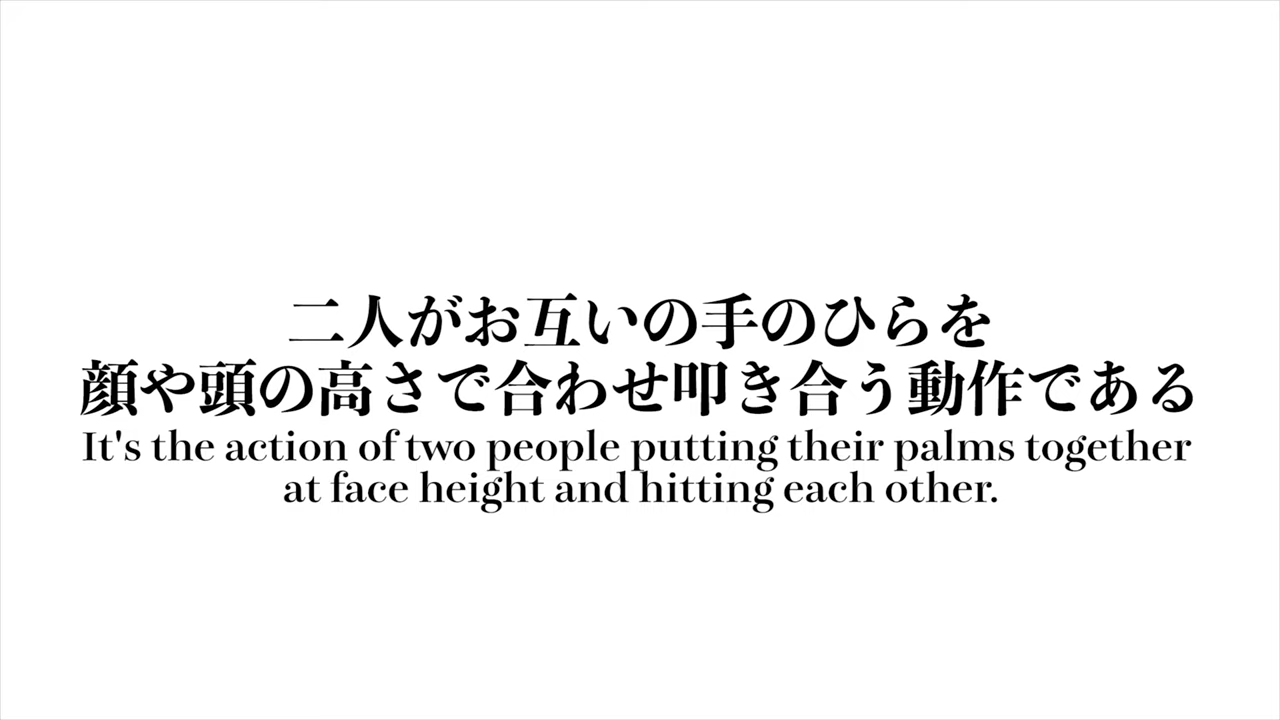 二人がお互いの手のひらを
顔や頭の高さで合わせ叩き合う動作である
It's the action of two people putting their palms together
at face height and hitting each other.